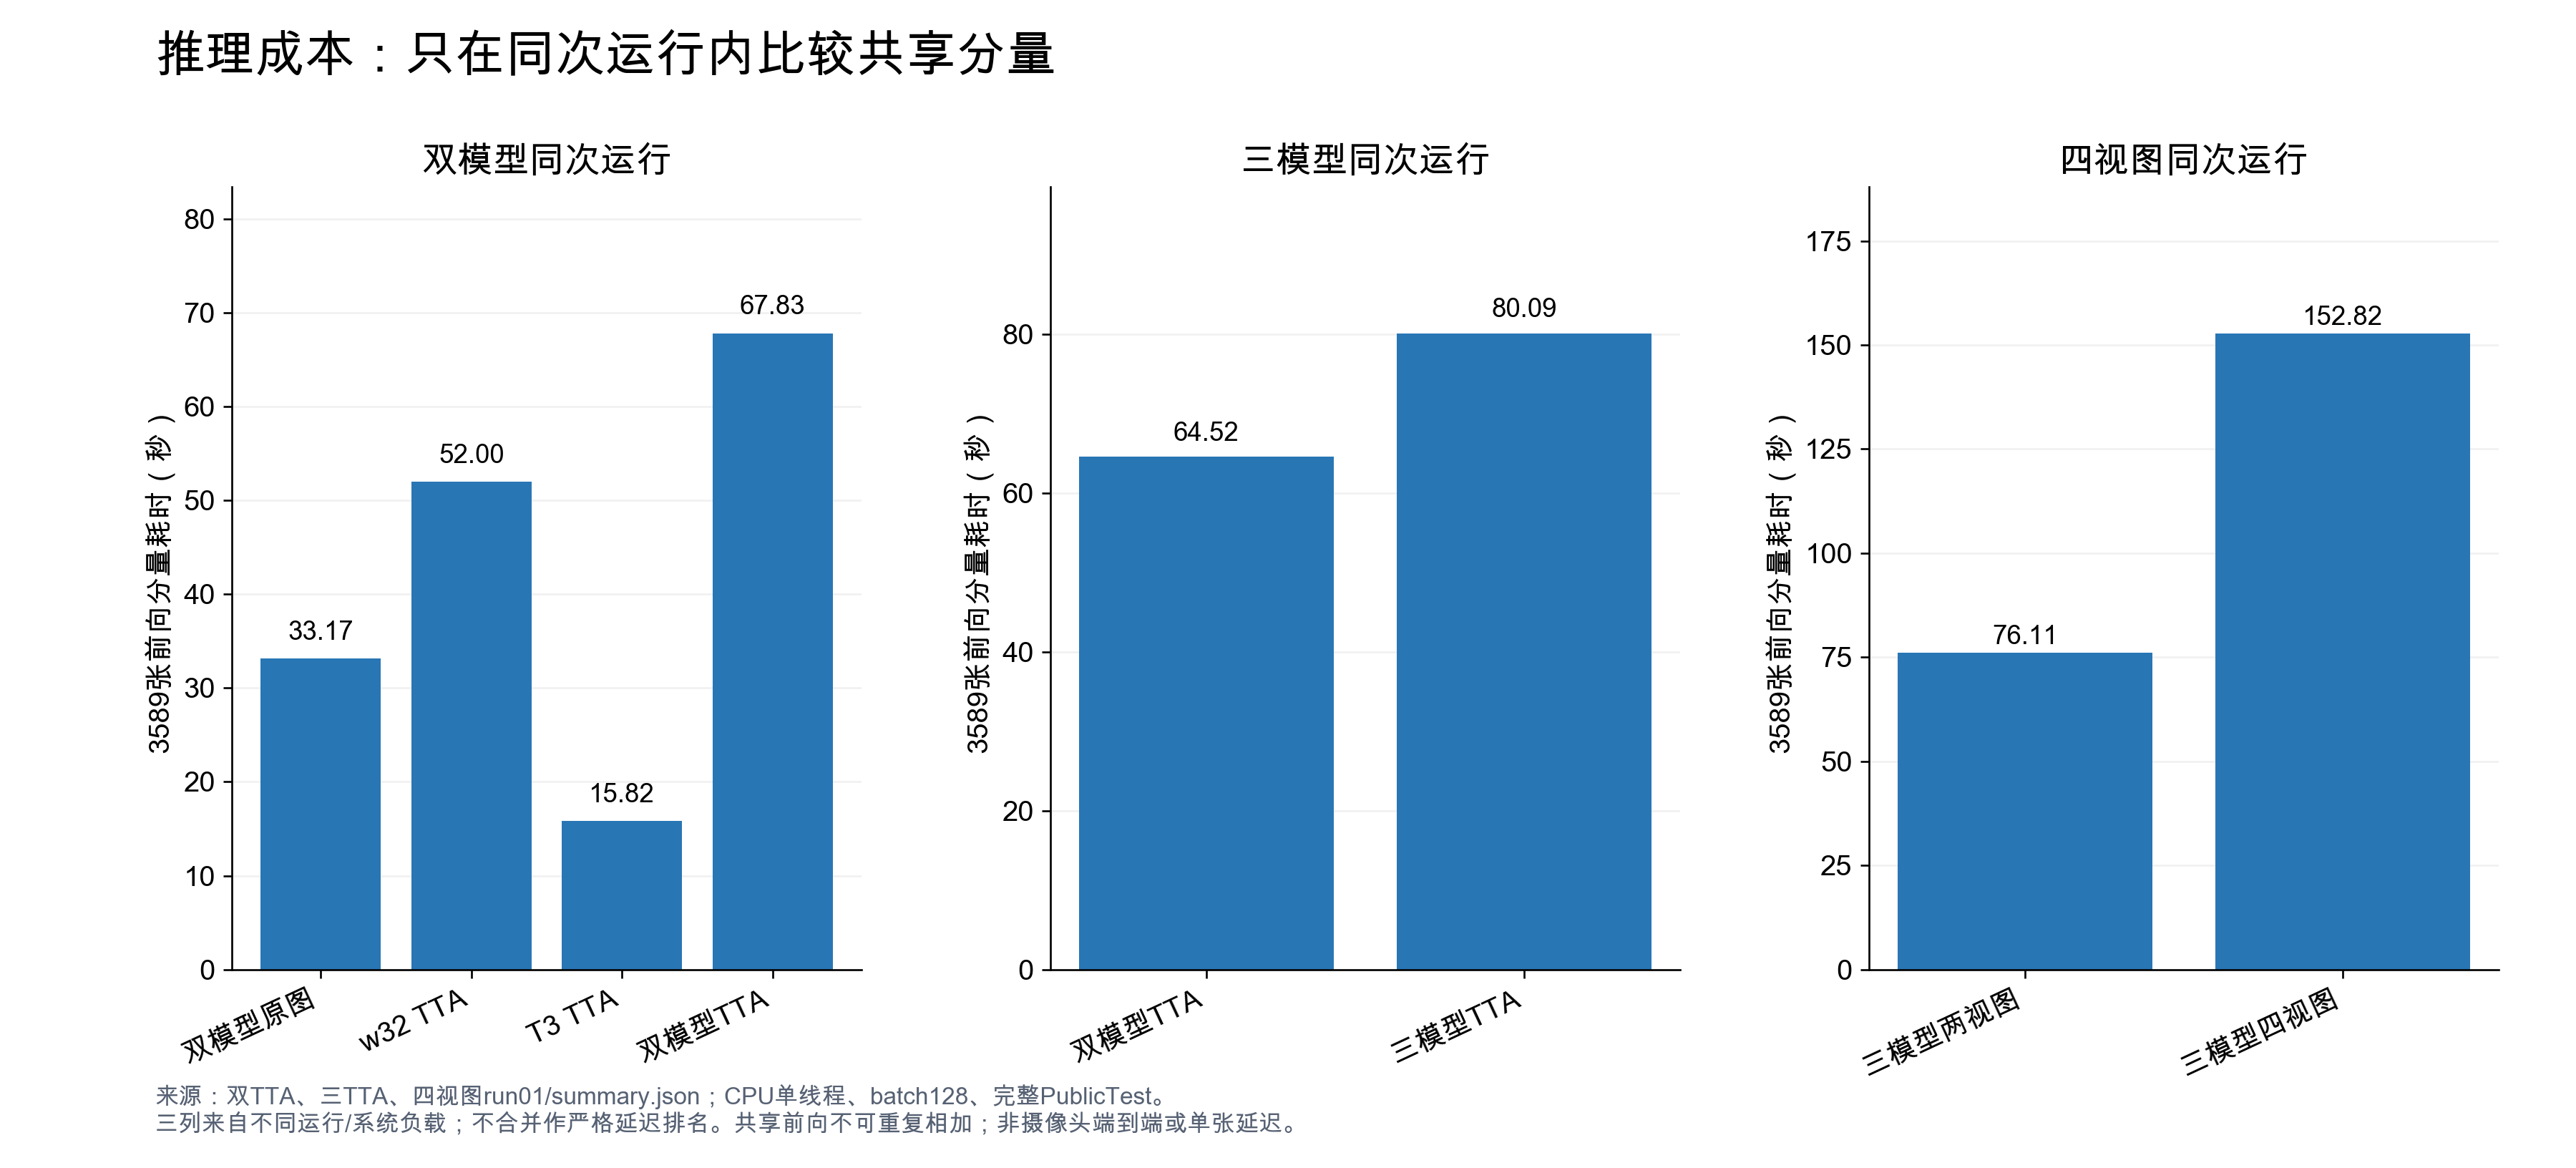 推理成本：只在同次运行内比较共享分量
双模型同次运行
3589张前向分量耗时（秒）
80
70
60
50
40
30
20
10
0
33.17
52.00
15.82
67.83
双模型原图
w32 TTA
T3 TTA
双模型TTA
三模型同次运行
3589张前向分量耗时（秒）
80
60
40
20
0
64.52
80.09
双模型TTA
三模型TTA
四视图同次运行
3589张前向分量耗时（秒）
175
150
125
100
75
50
25
0
76.11
152.82
三模型两视图
三模型四视图
来源：双TTA、三TTA、四视图run01/summary.json；CPU单线程、batch128、完整PublicTest。
三列来自不同运行/系统负载；不合并作严格延迟排名。共享前向不可重复相加；非摄像头端到端或单张延迟。